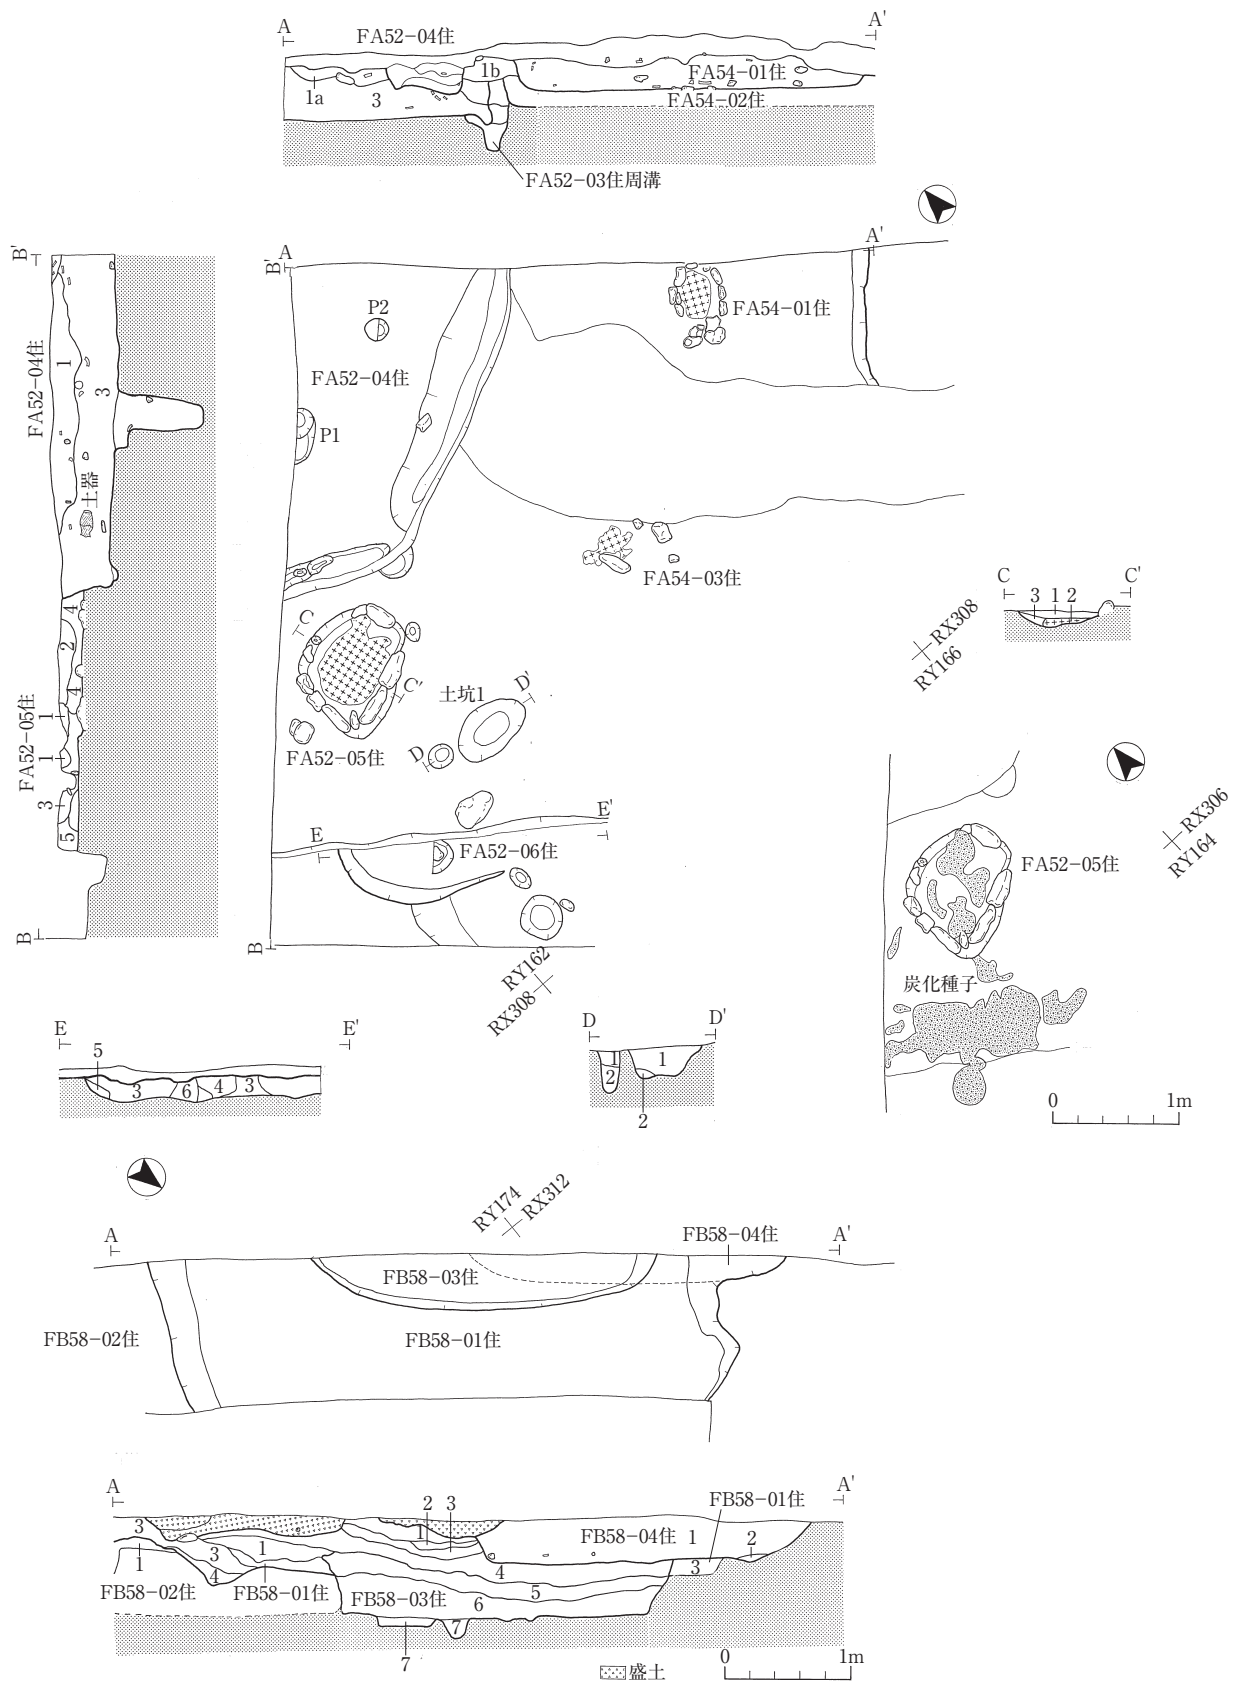 A
A'
FA52-04住
1b
FA54-01住
1a
3
FA54-02住
FA52-03住周溝
B'
FA52-04住
1
3
土器
4
2
4
FA52-05住
1
1
3
5
B
A
B'
A'
P2
FA54-01住
FA52-04住
P1
FA54-03住
C
C'
土坑1
D'
D
FA52-05住
E
E'
FA52-06住
B
RY162
RX308
C
C'
3 1 2
RX308
RY166
RX306
RY164
FA52-05住
炭化種子
0
1m
E
E'
5
3
6
4
3
D
D'
1
2
1
2
RY174
RX312
A
FB58-04住
A'
FB58-03住
FB58-02住
FB58-01住
A
A'
2 3
FB58-01住
3
1
FB58-04住
1
2
1
3
1
4
3
4
5
FB58-02住
FB58-01住
FB58-03住
6
7
7
0
1m
盛土